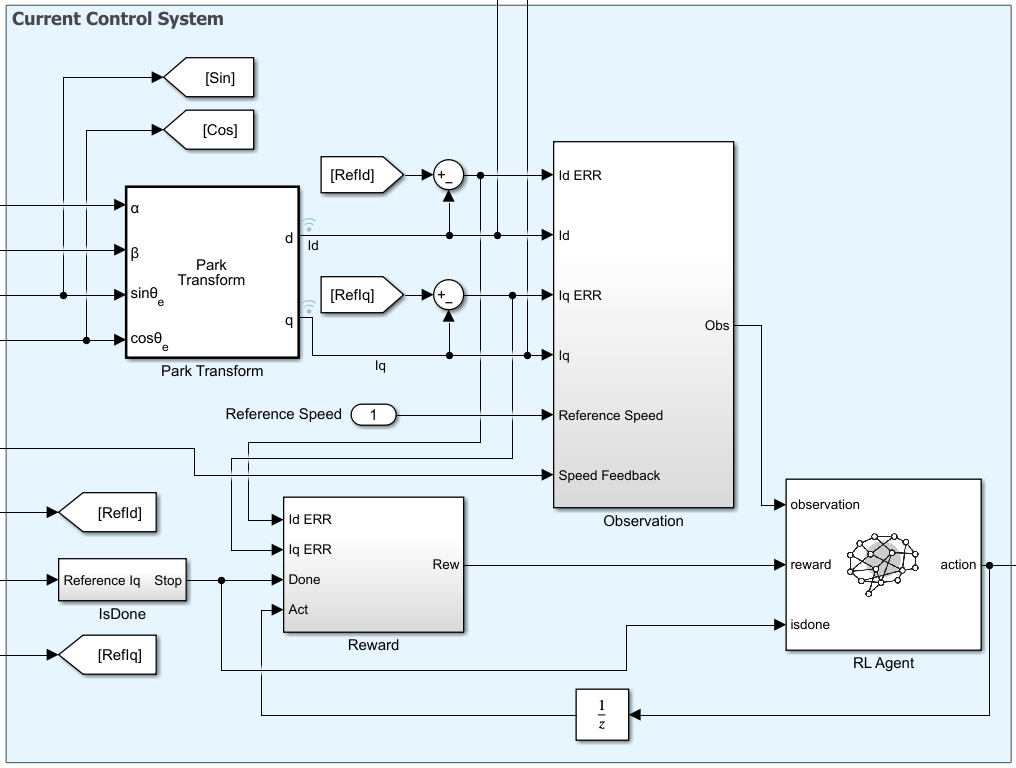 Current Control System
[Sin]
[Cos]
α
β
sinθe
cosθe
Park
Transform
d
q
Park Transform
Id
Iq
[RefId]
+
_
[RefIq]
+
_
Reference Speed
1
Id ERR
Id
Iq ERR
Iq
Reference Speed
Speed Feedback
Obs
Observation
[RefId]
Reference Iq Stop
IsDone
[RefIq]
Id ERR
Iq ERR
Done
Act
Rew
Reward
observation
reward
isdone
action
RL Agent
1
z